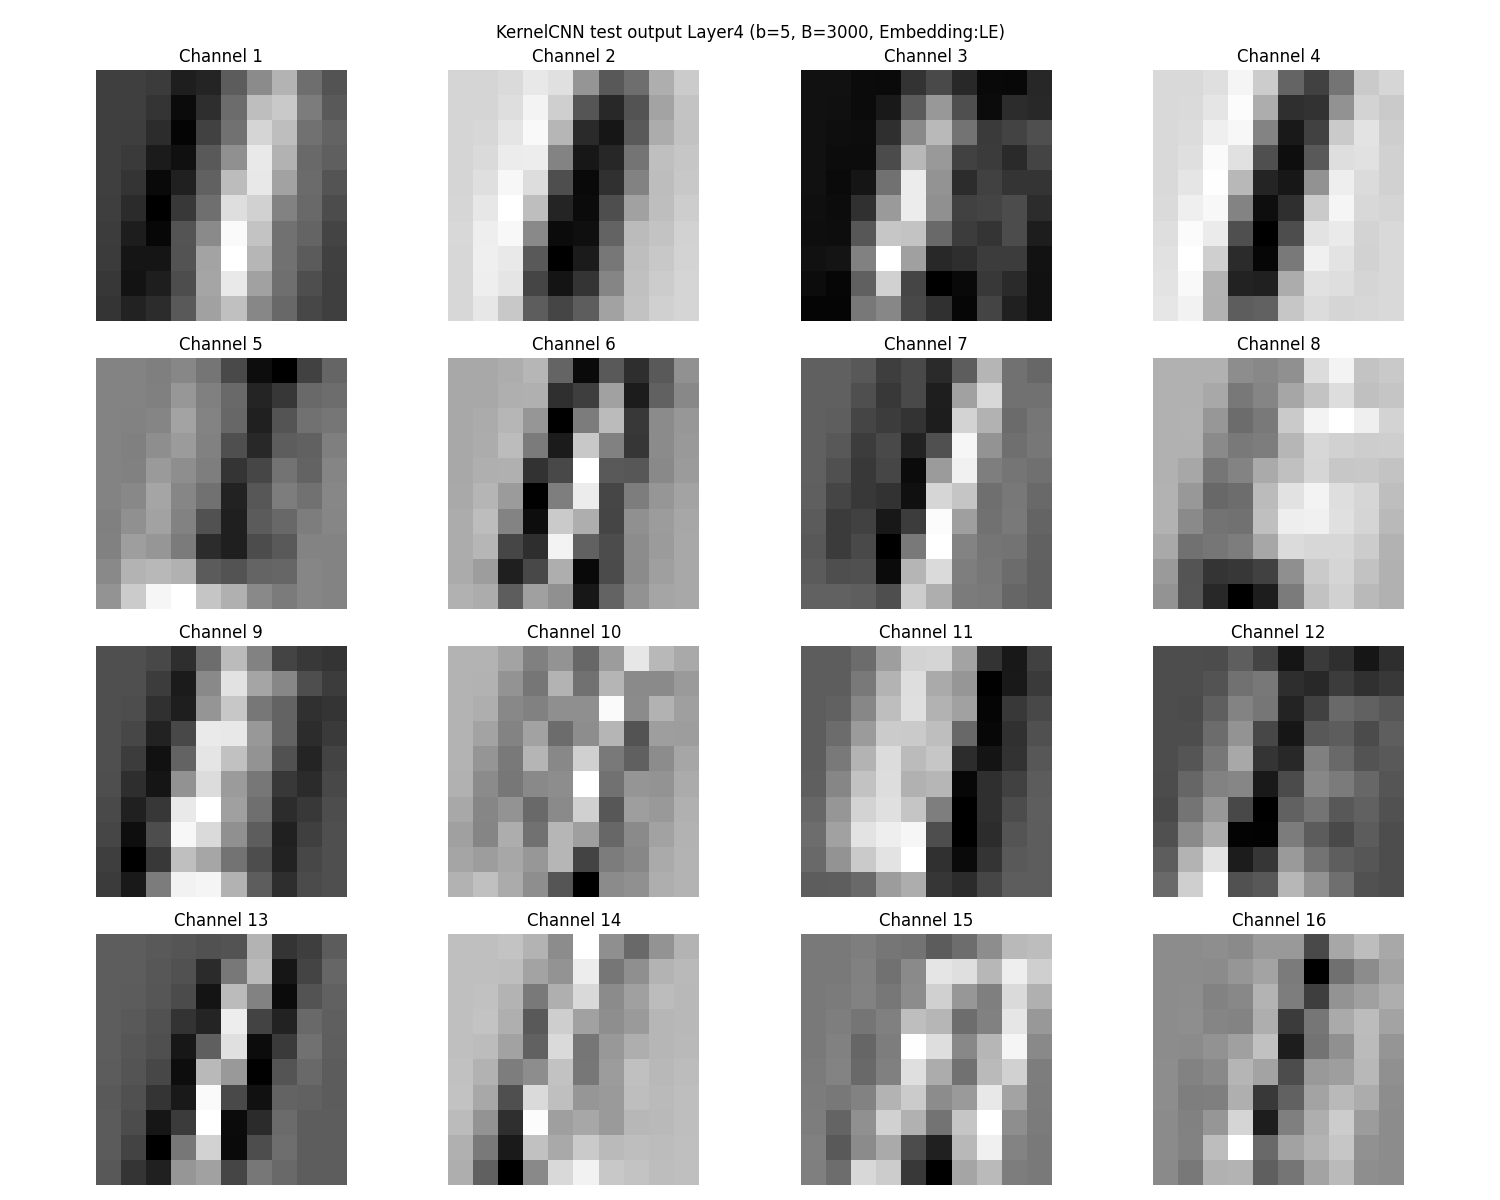 KernelCNN test output Layer4 (b=5, B=3000, Embedding:LE)
Channel 1 Channel 2 Channel 3 Channel 4
Channel 5 Channel 6 Channel 7 Channel 8
Channel 9 Channel 10 Channel 11 Channel 12
Channel 13 Channel 14 Channel 15 Channel 16